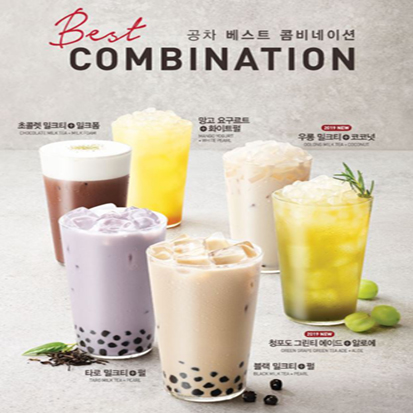 Best
공차 베스트 콤비네이션
COMBINATION
초콜렛 밀크티+밀크폼
CHOCOLATE MILK TEA + MILK FOAM
망고 요구르트
+화이트펄
MANGO YOGURT
+ WHITE PEARL
2019 NEW
우롱 밀크티+코코넛
OOLONG MILK TEA + COCONUT
2019 NEW
청포도 그린티 에이드+알로에
GREEN GRAPE GREEN TEA ADE + ALOE
타로 밀크티+펄
TARO MILK TEA + PEARL
블랙 밀크티+펄
BLACK MILK TEA + PEARL